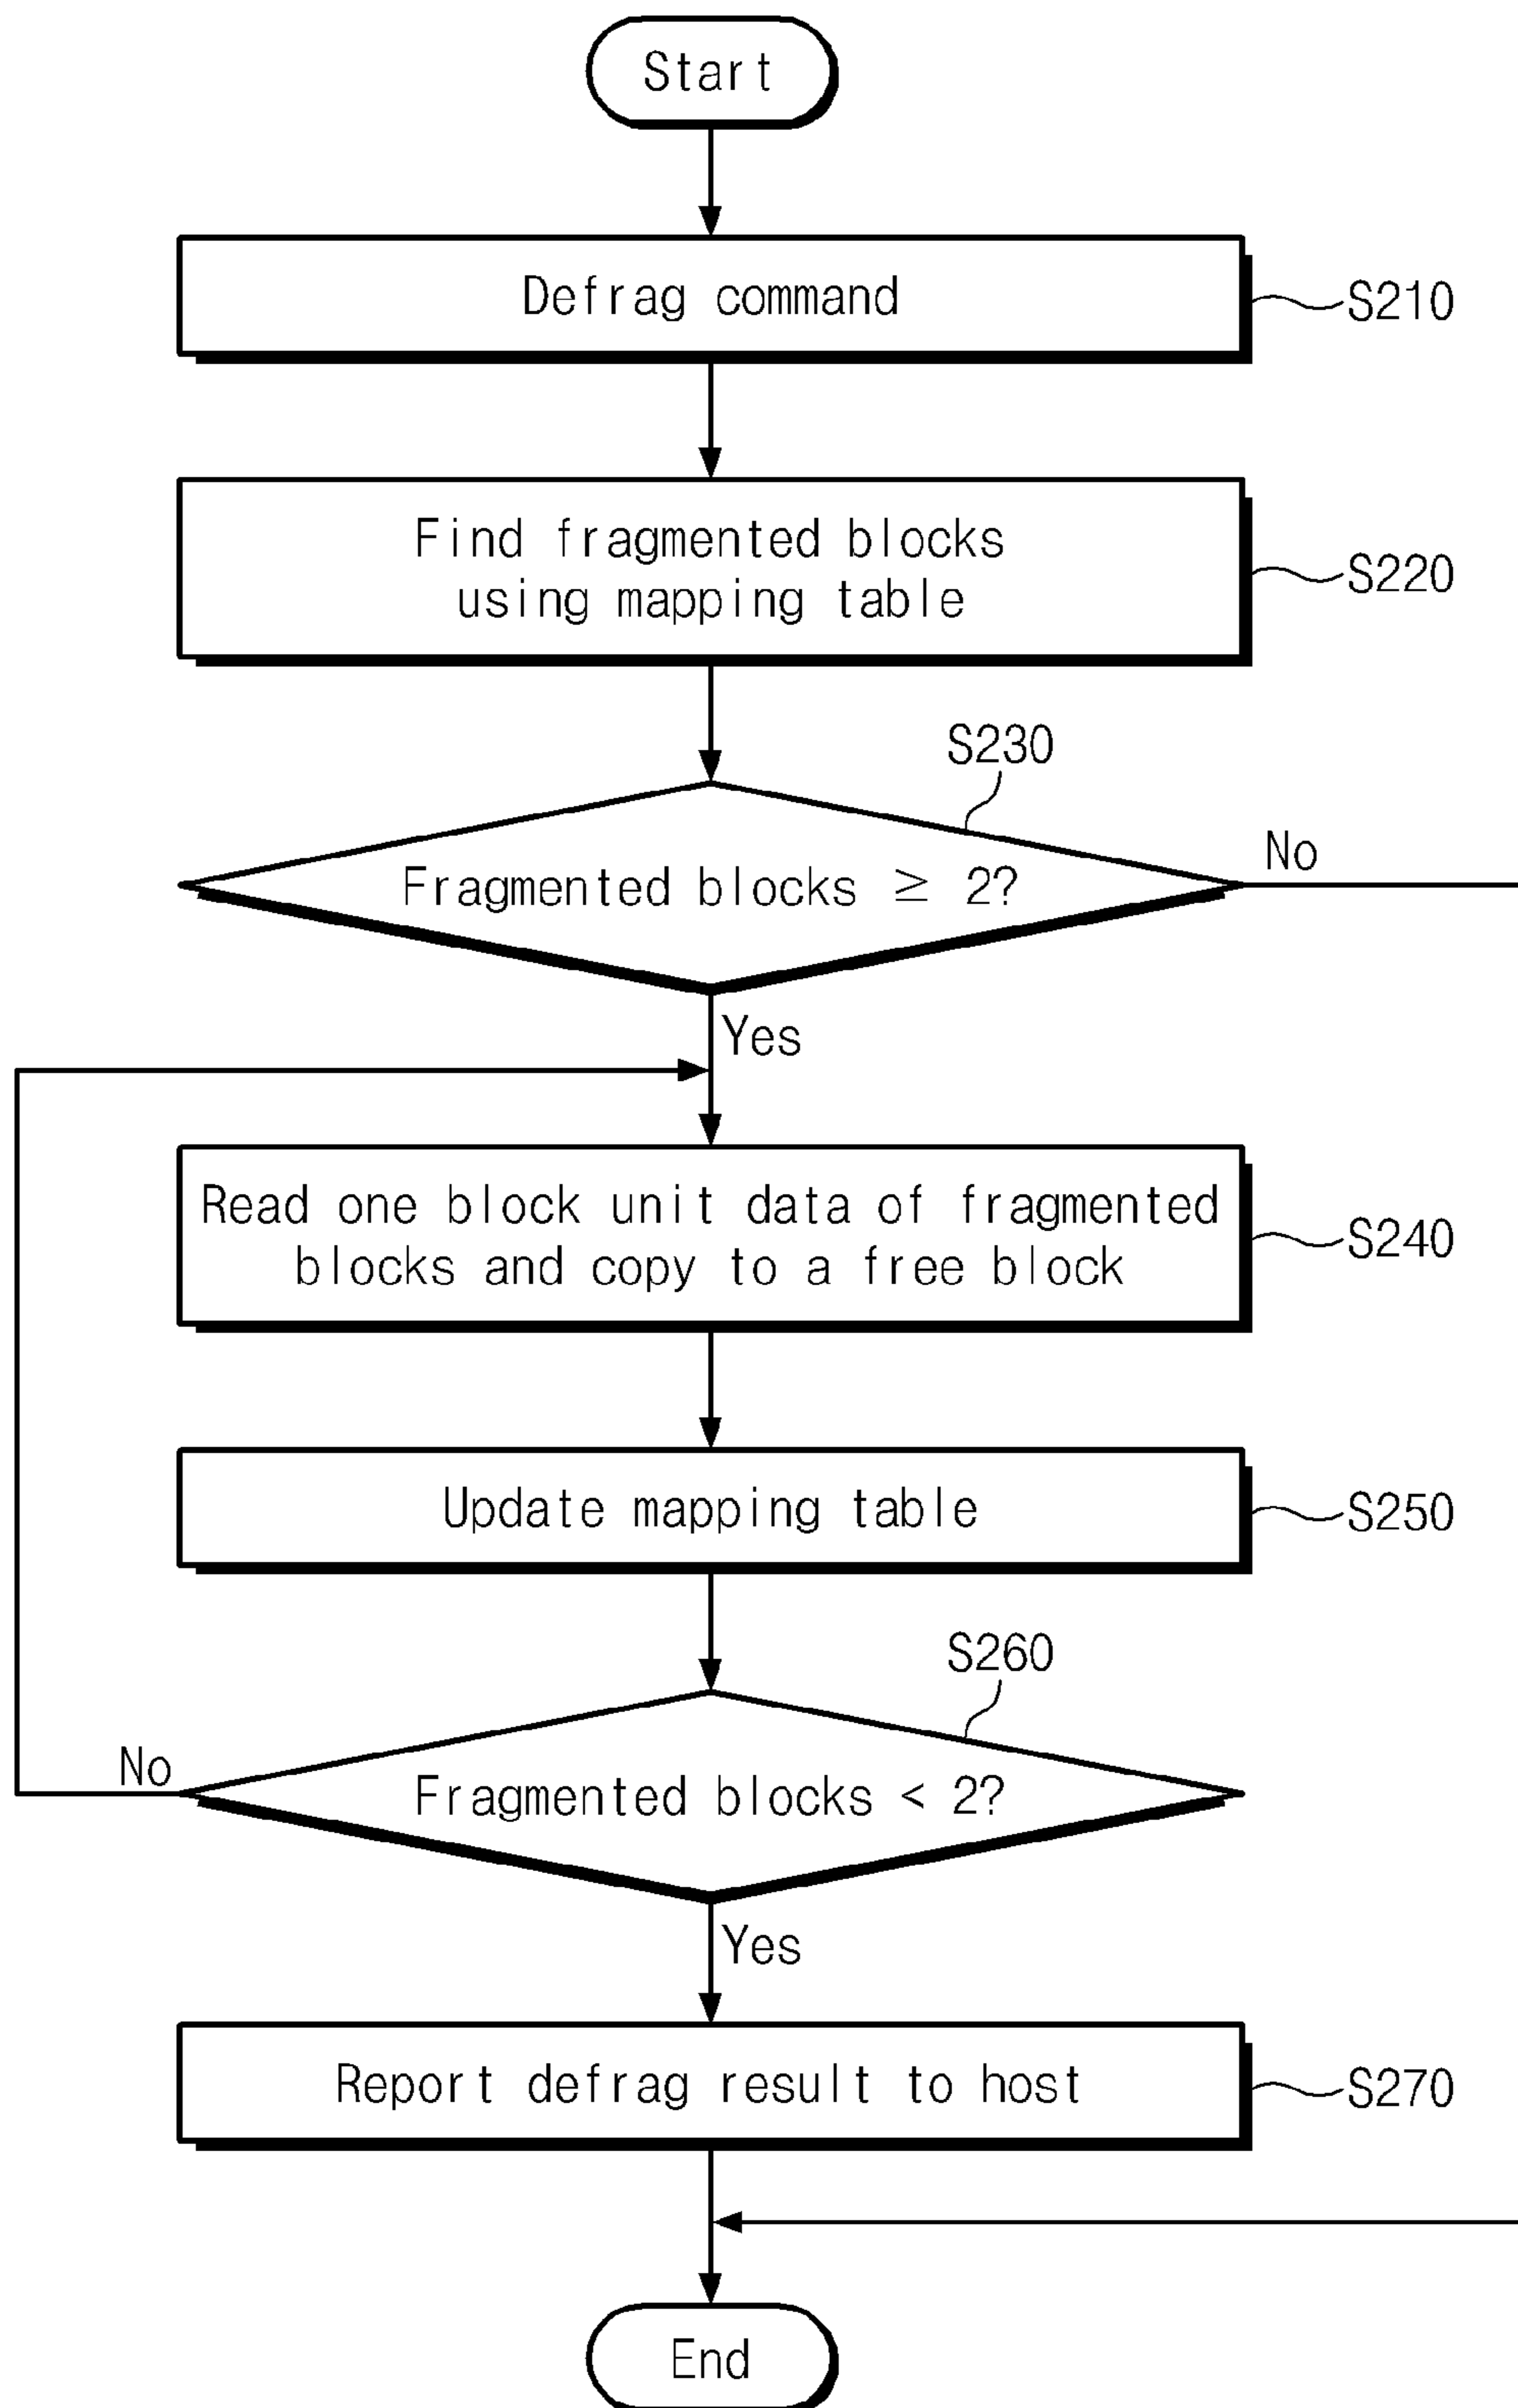 Start
Defrag command
S210
Find fragmented blocks
using mapping table
S220
S230
Fragmented blocks ≥ 2?
No
Yes
Read one block unit data of fragmented
blocks and copy to a free block
S240
Update mapping table
S250
S260
No
Fragmented blocks < 2?
Yes
Report defrag result to host
S270
End